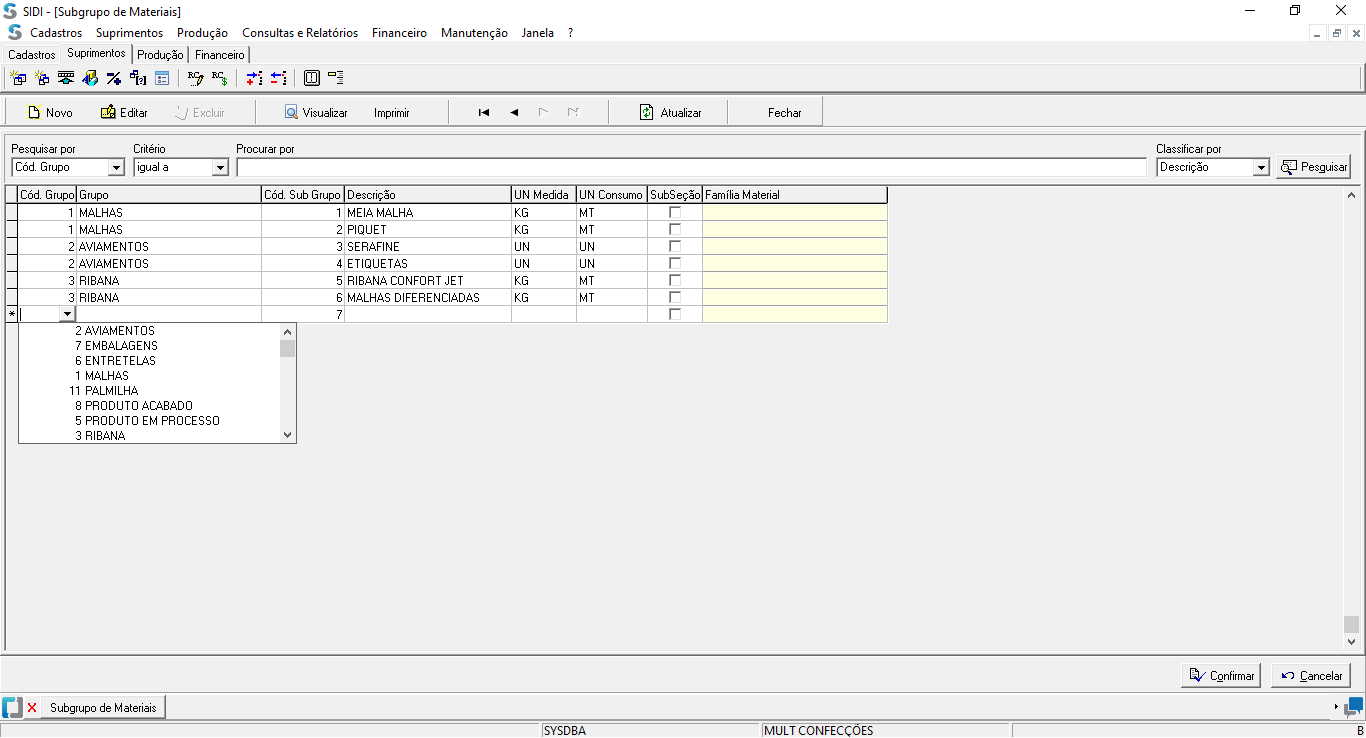 SIDI - [Subgrupo de Materiais]
Cadastros Suprimentos Produção Consultas e Relatórios Financeiro Manutenção Janela ?
Cadastros Suprimentos Produção Financeiro
Novo Editar Excluir Visualizar Imprimir Atualizar Fechar
Pesquisar por Critério Procurar por Classificar por
Cód. Grupo igual a Descrição Pesquisar
Cód. Grupo Grupo Cód. Sub Grupo Descrição UN Medida UN Consumo SubSeção Família Material
1 MALHAS 1 MEIA MALHA KG MT
1 MALHAS 2 PIQUET KG MT
2 AVIAMENTOS 3 SERAFINE UN UN
2 AVIAMENTOS 4 ETIQUETAS UN UN
3 RIBANA 5 RIBANA CONFORT JET KG MT
3 RIBANA 6 MALHAS DIFERENCIADAS KG MT
* 7
2 AVIAMENTOS
7 EMBALAGENS
6 ENTRETELAS
1 MALHAS
11 PALMILHA
8 PRODUTO ACABADO
5 PRODUTO EM PROCESSO
3 RIBANA
Confirmar Cancelar
Subgrupo de Materiais
SYSDBA MULT CONFECÇÕES B